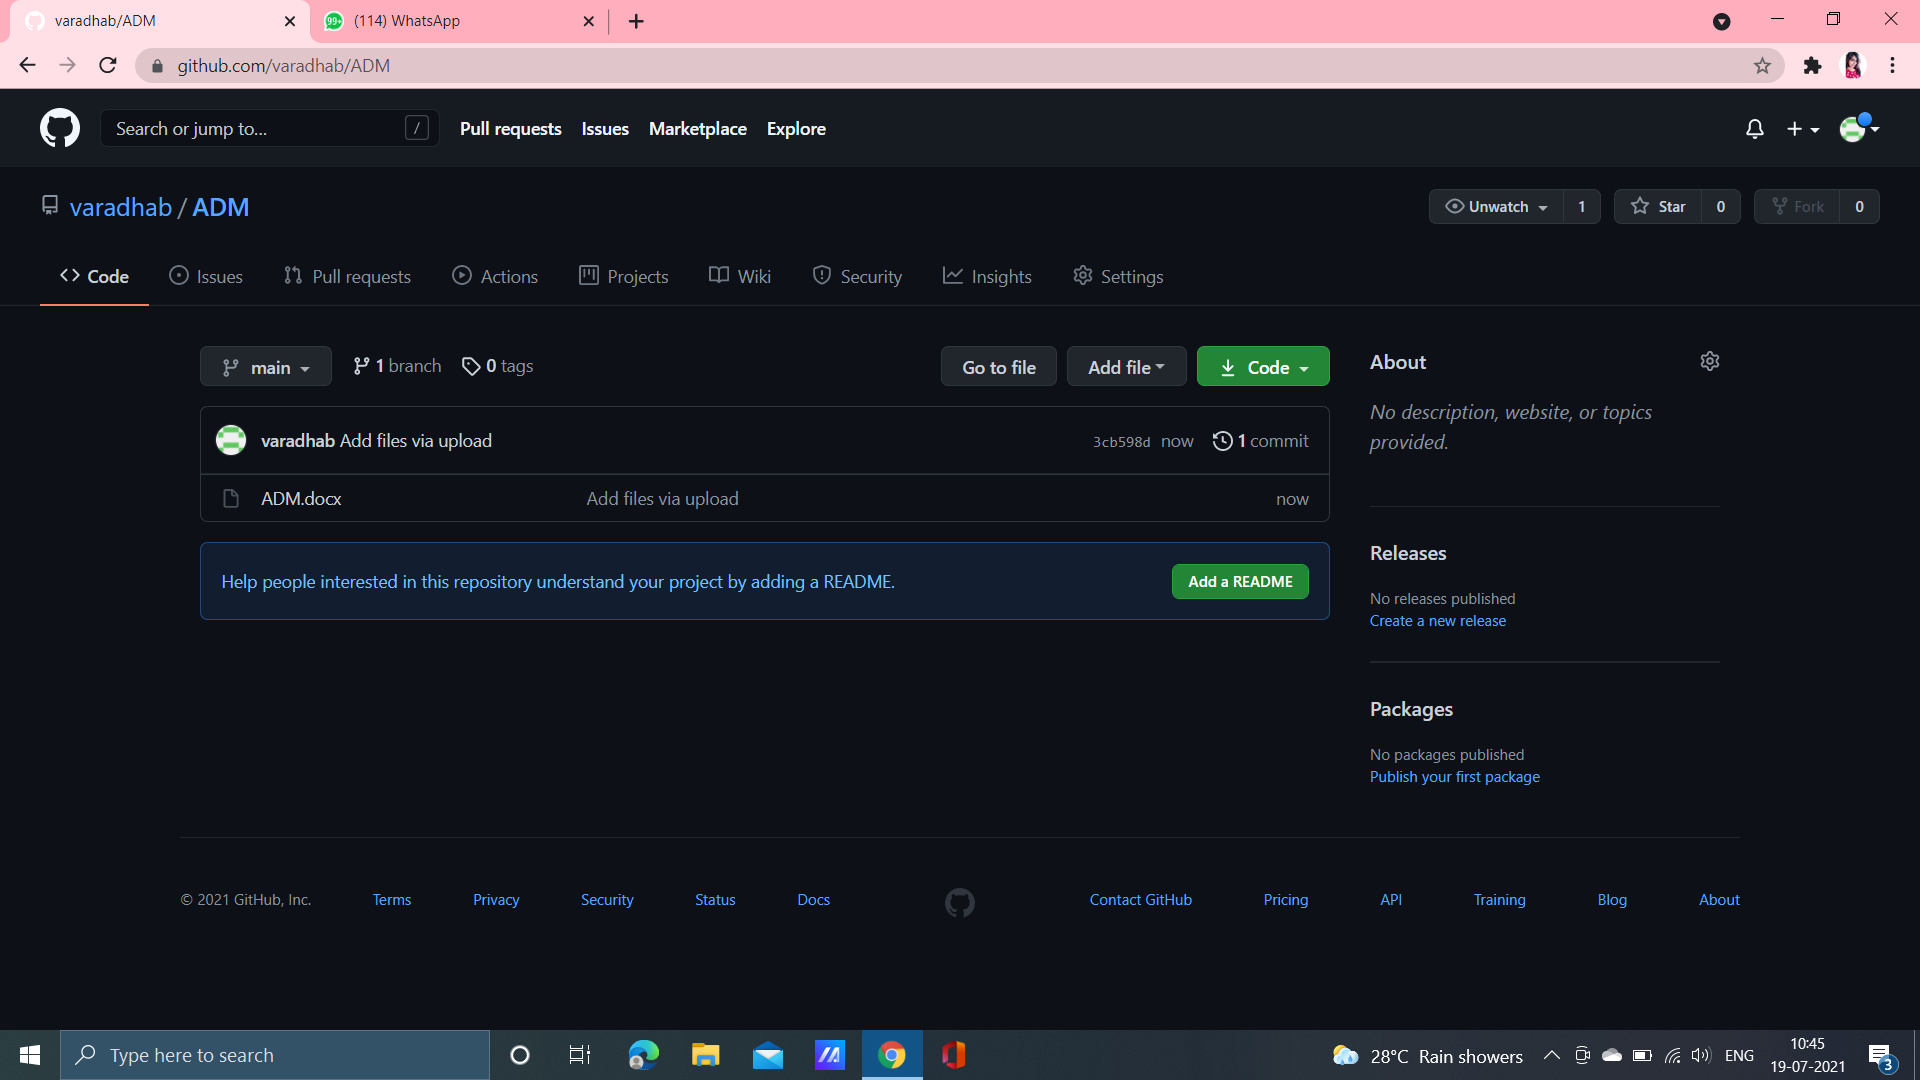 varadhab/ADM
99+ (114) WhatsApp
github.com/varadhab/ADM
Search or jump to... /
Pull requests Issues Marketplace Explore
varadhab / ADM
Unwatch 1 Star 0 Fork 0
Code Issues Pull requests Actions Projects Wiki Security Insights Settings
main 1 branch 0 tags Go to file Add file Code
varadhab Add files via upload 3cb598d now 1 commit
ADM.docx Add files via upload now
Help people interested in this repository understand your project by adding a README. Add a README
About
No description, website, or topics
provided.
Releases
No releases published
Create a new release
Packages
No packages published
Publish your first package
© 2021 GitHub, Inc. Terms Privacy Security Status Docs Contact GitHub Pricing API Training Blog About
Type here to search
28°C Rain showers ENG
10:45
19-07-2021
3